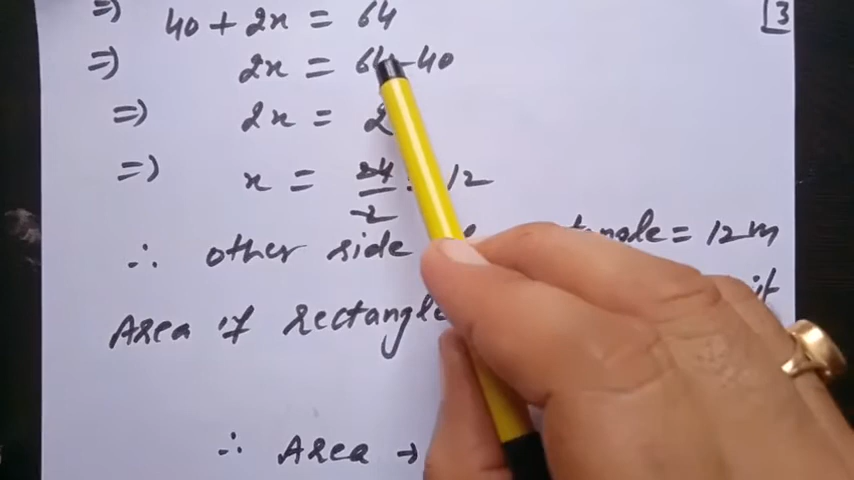 ⇒ 40 + 2x = 64
3
⇒ 2x = 64 - 40
⇒ 2x = 2
⇒ x = 24/2 = 12
∴ other side = 12m
Area of rectangle
∴ Area →